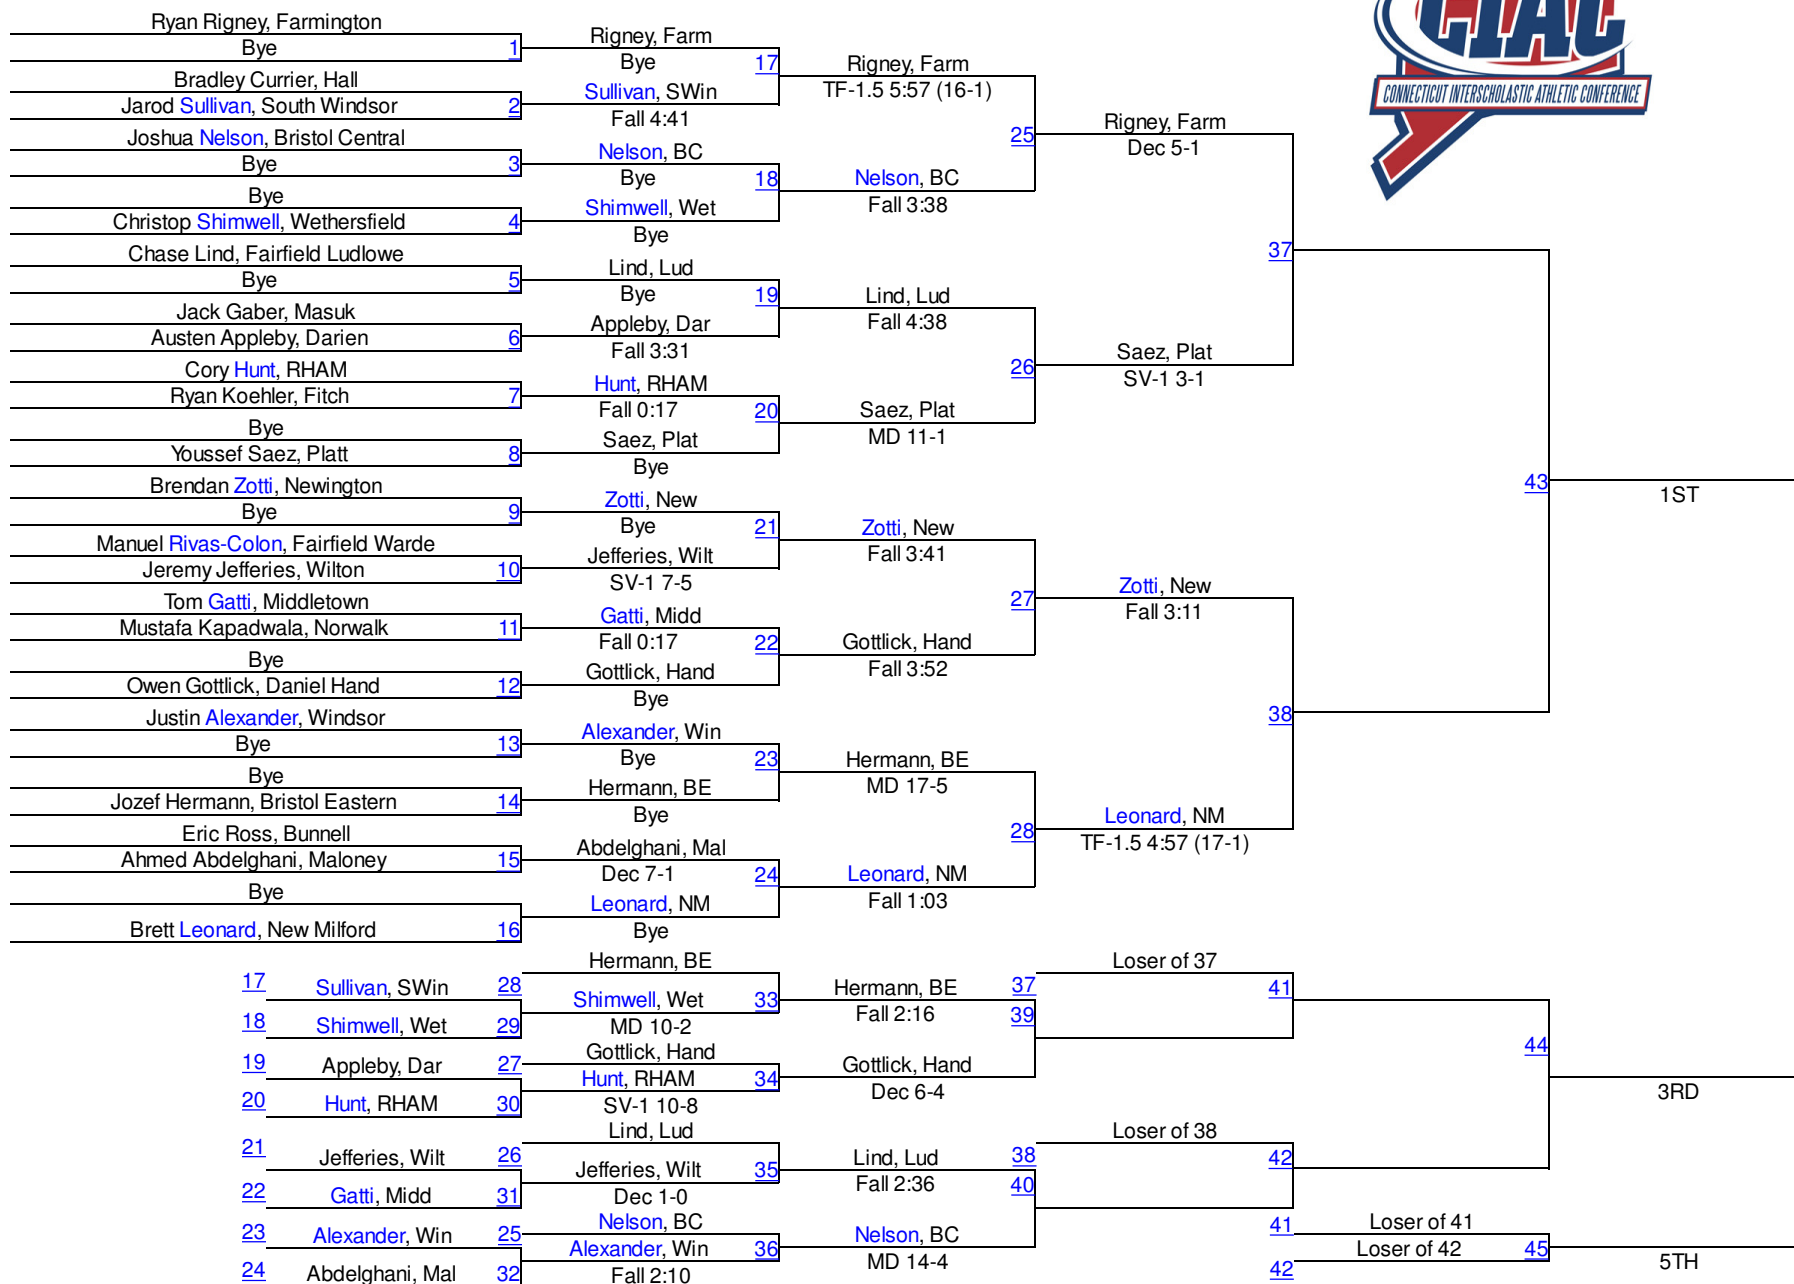 Ryan Rigney, Farmington
Bye
1
Bradley Currier, Hall
Jarod Sullivan, South Windsor
2
Joshua Nelson, Bristol Central
Bye
3
Bye
Christop Shimwell, Wethersfield
4
Chase Lind, Fairfield Ludlowe
Bye
5
Jack Gaber, Masuk
Austen Appleby, Darien
6
Cory Hunt, RHAM
Ryan Koehler, Fitch
7
Bye
Youssef Saez, Platt
8
Brendan Zotti, Newington
Bye
9
Manuel Rivas-Colon, Fairfield Warde
Jeremy Jefferies, Wilton
10
Tom Gatti, Middletown
Mustafa Kapadwala, Norwalk
11
Bye
Owen Gottlick, Daniel Hand
12
Justin Alexander, Windsor
Bye
13
Bye
Jozef Hermann, Bristol Eastern
14
Eric Ross, Bunnell
Ahmed Abdelghani, Maloney
15
Bye
Brett Leonard, New Milford
16
Rigney, Farm
Bye
17
Sullivan, SWin
Fall 4:41
Nelson, BC
Bye
18
Shimwell, Wet
Bye
Lind, Lud
Bye
19
Appleby, Dar
Fall 3:31
Hunt, RHAM
Fall 0:17
20
Saez, Plat
Bye
Zotti, New
Bye
21
Jefferies, Wilt
SV-1 7-5
Gatti, Midd
Fall 0:17
22
Gottlick, Hand
Bye
Alexander, Win
Bye
23
Hermann, BE
Bye
Abdelghani, Mal
Dec 7-1
24
Leonard, NM
Bye
Rigney, Farm
TF-1.5 5:57 (16-1)
25
Nelson, BC
Fall 3:38
Lind, Lud
Fall 4:38
26
Saez, Plat
MD 11-1
Zotti, New
Fall 3:41
27
Gottlick, Hand
Fall 3:52
Hermann, BE
MD 17-5
28
Leonard, NM
Fall 1:03
Rigney, Farm
Dec 5-1
37
Saez, Plat
SV-1 3-1
Zotti, New
Fall 3:11
38
Leonard, NM
TF-1.5 4:57 (17-1)
43
1ST
CIAC
CONNECTICUT INTERSCHOLASTIC ATHLETIC CONFERENCE
17
Sullivan, SWin
28
18
Shimwell, Wet
29
19
Appleby, Dar
27
20
Hunt, RHAM
30
21
Jefferies, Wilt
26
22
Gatti, Midd
31
23
Alexander, Win
25
24
Abdelghani, Mal
32
Hermann, BE
Shimwell, Wet
33
MD 10-2
Gottlick, Hand
Hunt, RHAM
34
SV-1 10-8
Lind, Lud
Jefferies, Wilt
35
Dec 1-0
Nelson, BC
Alexander, Win
36
Fall 2:10
Hermann, BE
37
Fall 2:16
39
Gottlick, Hand
Dec 6-4
Lind, Lud
38
Fall 2:36
40
Nelson, BC
MD 14-4
Loser of 37
41
Loser of 38
42
44
3RD
41
Loser of 41
Loser of 42
45
42
5TH